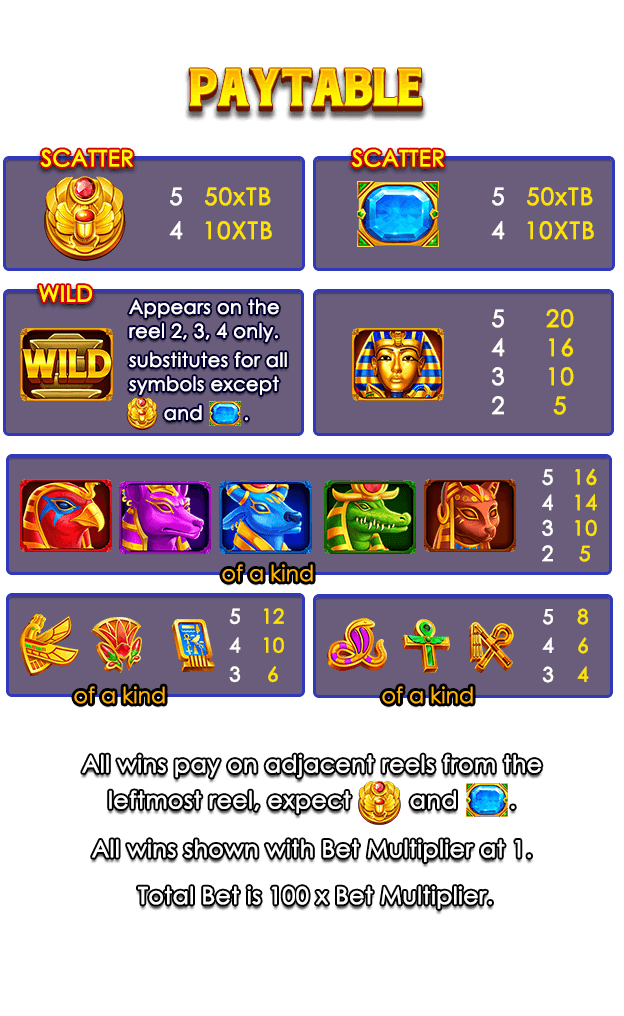 PAYTABLE
SCATTER
5 50xTB
4 10XTB
SCATTER
5 50xTB
4 10XTB
WILD
WILD
Appears on the
reel 2, 3, 4 only.
substitutes for all
symbols except
and .
5 20
4 16
3 10
2 5
5 16
4 14
3 10
2 5
of a kind
5 12
4 10
3 6
of a kind
5 8
4 6
3 4
of a kind
All wins pay on adjacent reels from the
leftmost reel, expect and .
All wins shown with Bet Multiplier at 1.
Total Bet is 100 x Bet Multiplier.